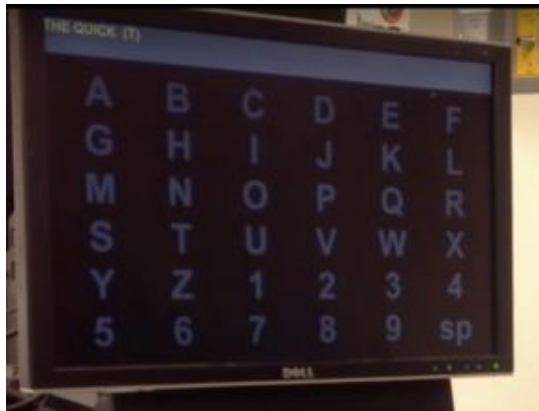 THE QUICK (T)
A B C D E F
G H I J K L
M N O P Q R
S T U V W X
Y Z 1 2 3 4
5 6 7 8 9 sp
DELL